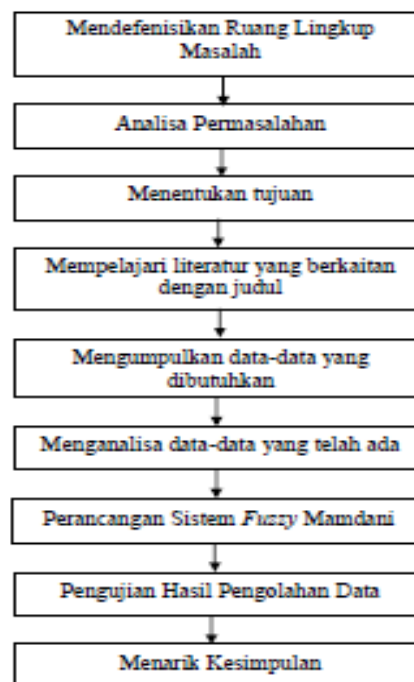 Mendefenisikan Ruang Lingkup
Masalah
Analisa Permasalahan
Menentukan tujuan
Mempelajari literatur yang berkaitan
dengan judul
Mengumpulkan data-data yang
dibutuhkan
Menganalisa data-data yang telah ada
Perancangan Sistem Fuzzy Mamdani
Pengujian Hasil Pengolahan Data
Menarik Kesimpulan